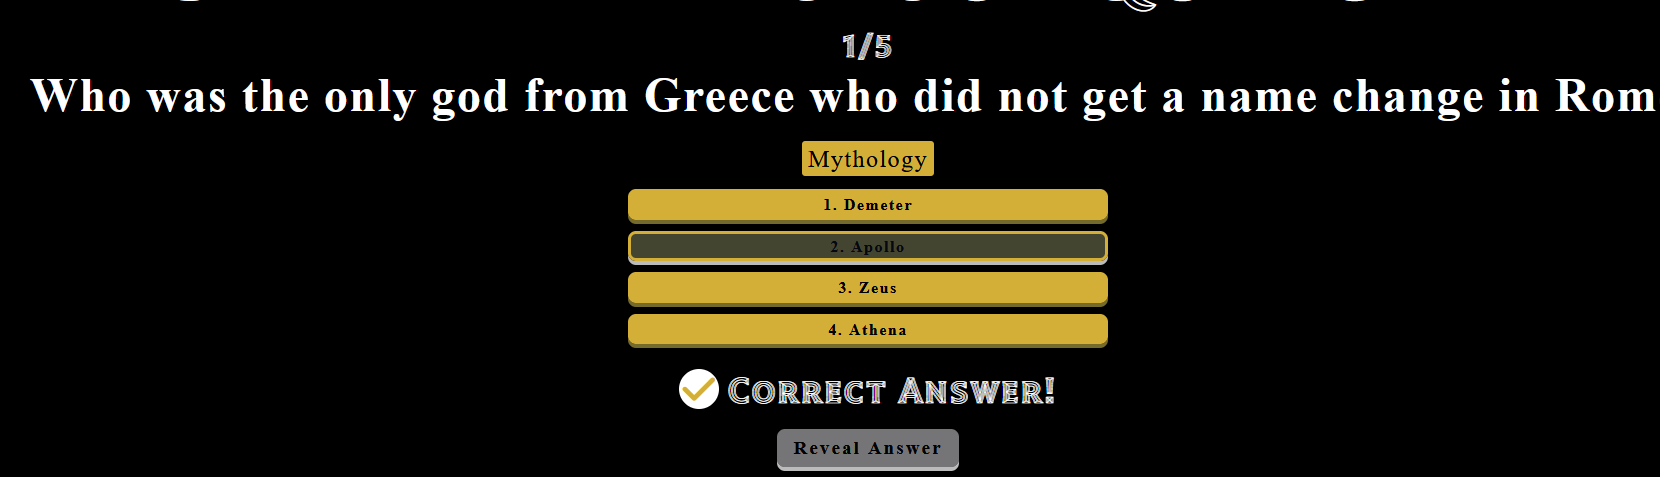 1/5
Who was the only god from Greece who did not get a name change in Rom
Mythology
1. Demeter
2. Apollo
3. Zeus
4. Athena
Correct Answer!
Reveal Answer